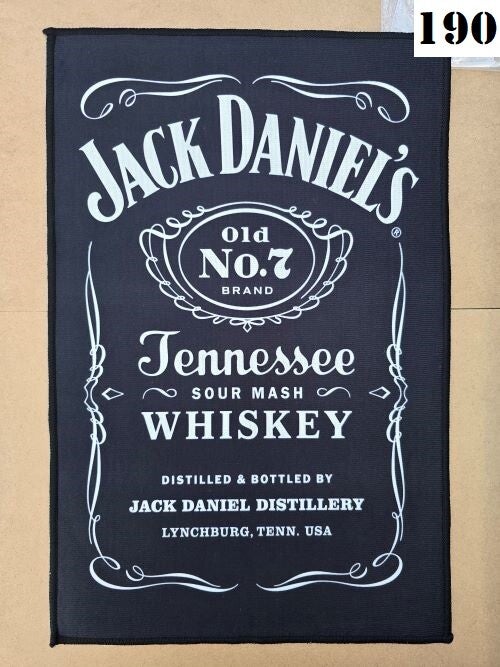 190
JACK DANIEL'S
®
Old
No.7
BRAND
Tennessee
SOUR MASH
WHISKEY
DISTILLED & BOTTLED BY
JACK DANIEL DISTILLERY
LYNCHBURG, TENN. USA